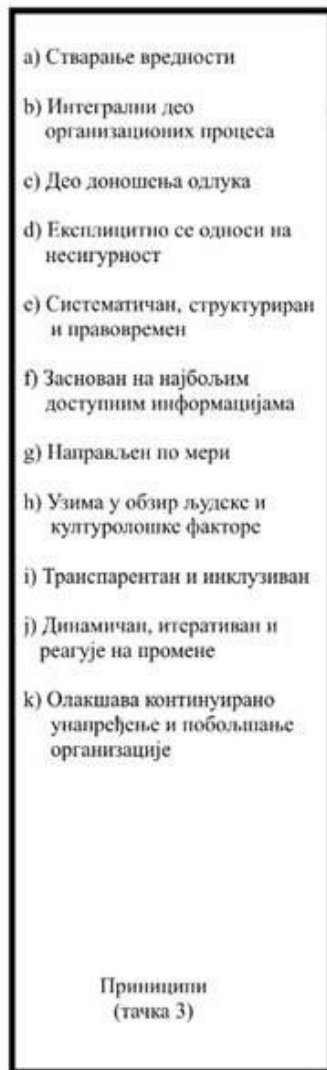 a) Стварање вредности
b) Интегрални део
организационих процеса
c) Део доношења одлука
d) Експлицитно се односи на
несигурност
e) Систематичан, структуриран
и правовремен
f) Заснован на најбољим
доступним информацијама
g) Направљен по мери
h) Узима у обзир људске и
културолошке факторе
i) Транспарентан и инклузиван
j) Динамичан, итеративан и
реагује на промене
k) Олакшава континуирано
унапређење и побољшање
организације
Приниципи
(тачка 3)